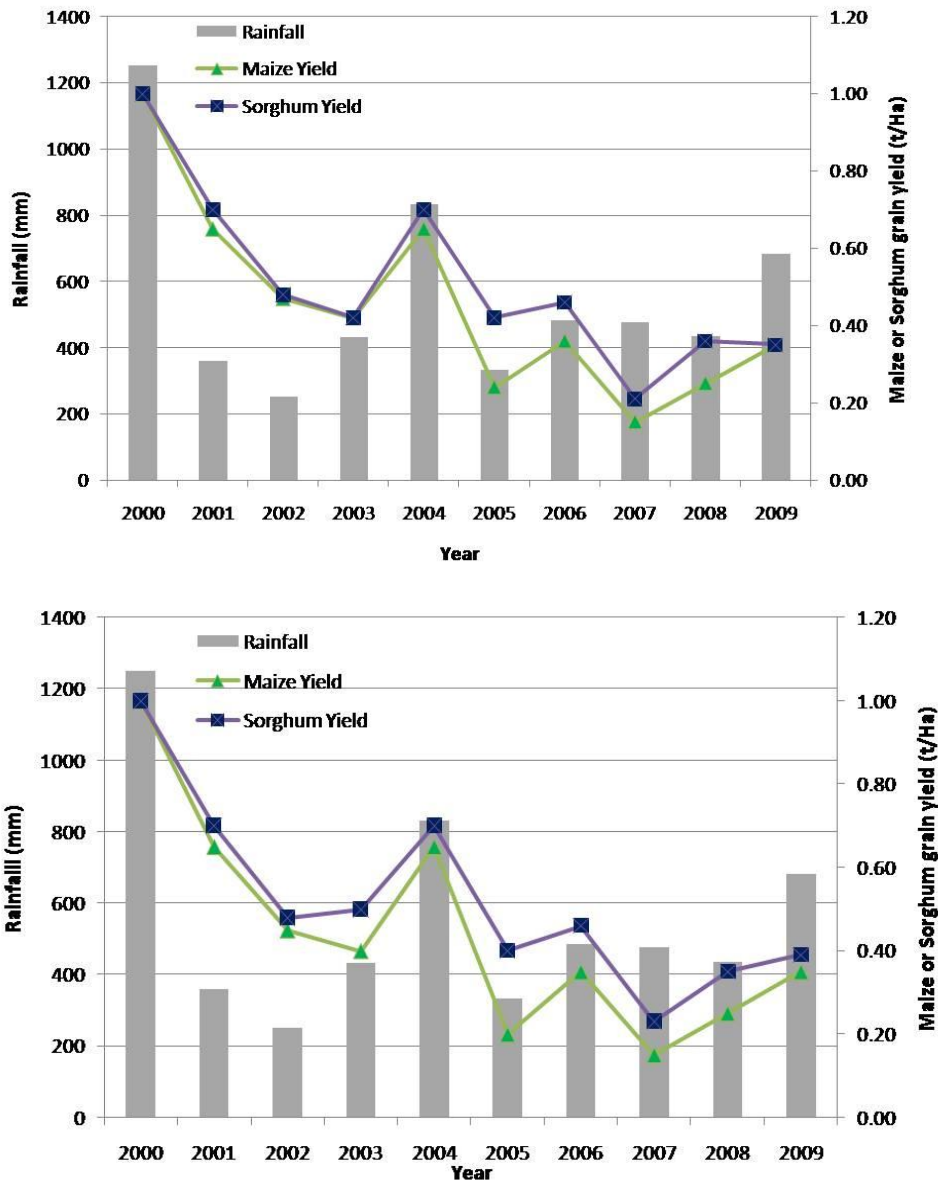 1400
1200
1000
800
600
400
200
0
Rainfall (mm)
Rainfall
Maize Yield
Sorghum Yield
1.20
1.00
0.80
0.60
0.40
0.20
0.00
Maize or Sorghum grain yield (t/Ha)
2000 2001 2002 2003 2004 2005 2006 2007 2008 2009
Year
1400
1200
1000
800
600
400
200
0
Rainfalll (mm)
Rainfall
Maize Yield
Sorghum Yield
1.20
1.00
0.80
0.60
0.40
0.20
0.00
Maize or Sorghum grain yield (t/Ha)
2000 2001 2002 2003 2004 2005 2006 2007 2008 2009
Year